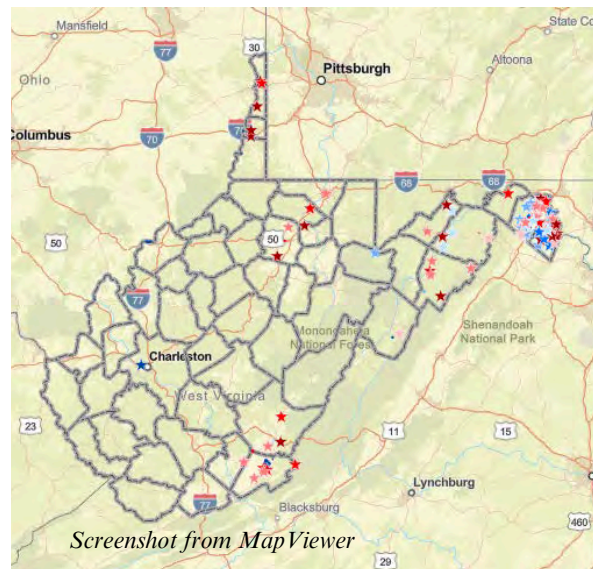 Mansfield
State Co
77
30
Pittsburgh
Altoona
Ohio
Columbus
70
70
68
68
50
50
77
Monongahela
National Forest
Shenandoah
National Park
Charleston
West Virginia
23
11
15
77
Lynchburg
Blacksburg
460
Screenshot from MapViewer
29